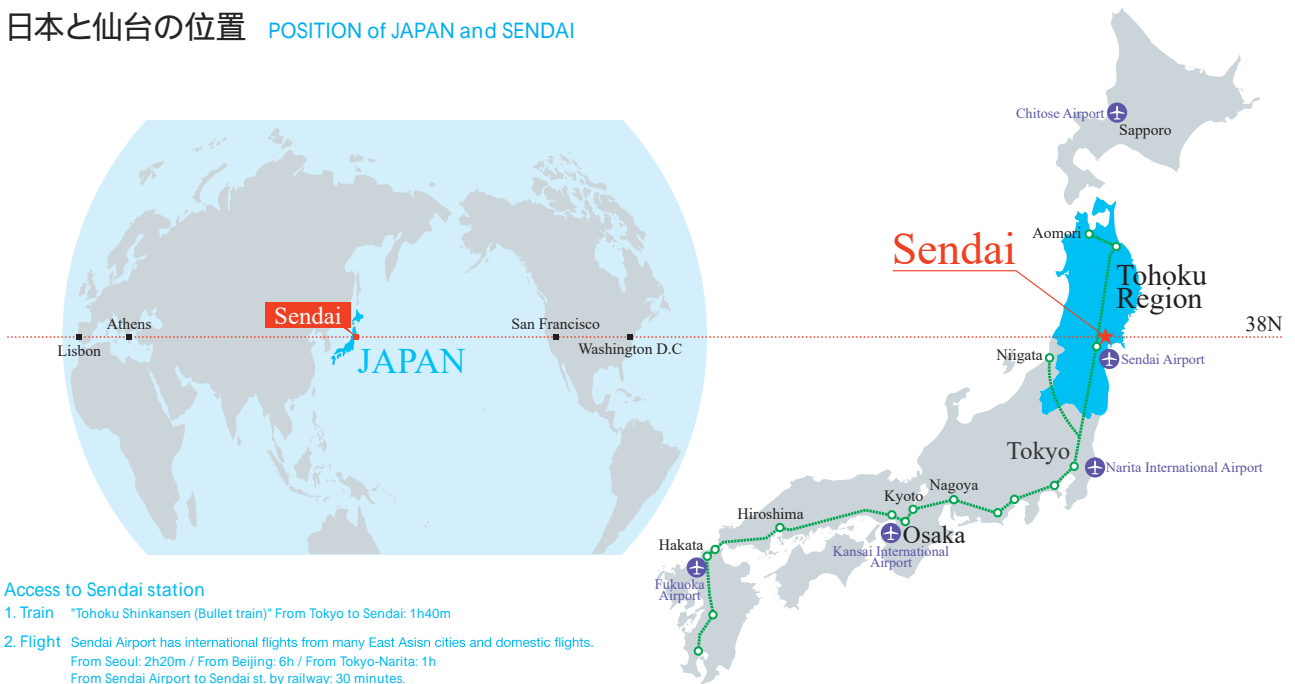 日本と仙台の位置 POSITION of JAPAN and SENDAI
Chitose Airport
Sapporo
Aomori
Sendai
Tohoku
Region
38N
Sendai
Athens
San Francisco
Lisbon
JAPAN
Washington D.C
Niigata
Sendai Airport
Tokyo
Narita International Airport
Nagoya
Kyoto
Hiroshima
Osaka
Hakata
Kansai International
Airport
Fukuoka
Airport
Access to Sendai station
1. Train "Tohoku Shinkansen (Bullet train)" From Tokyo to Sendai: 1h40m
2. Flight Sendai Airport has international flights from many East Asisn cities and domestic flights.
From Seoul: 2h20m / From Beijing: 6h / From Tokyo-Narita: 1h
From Sendai Airport to Sendai st. by railway: 30 minutes.